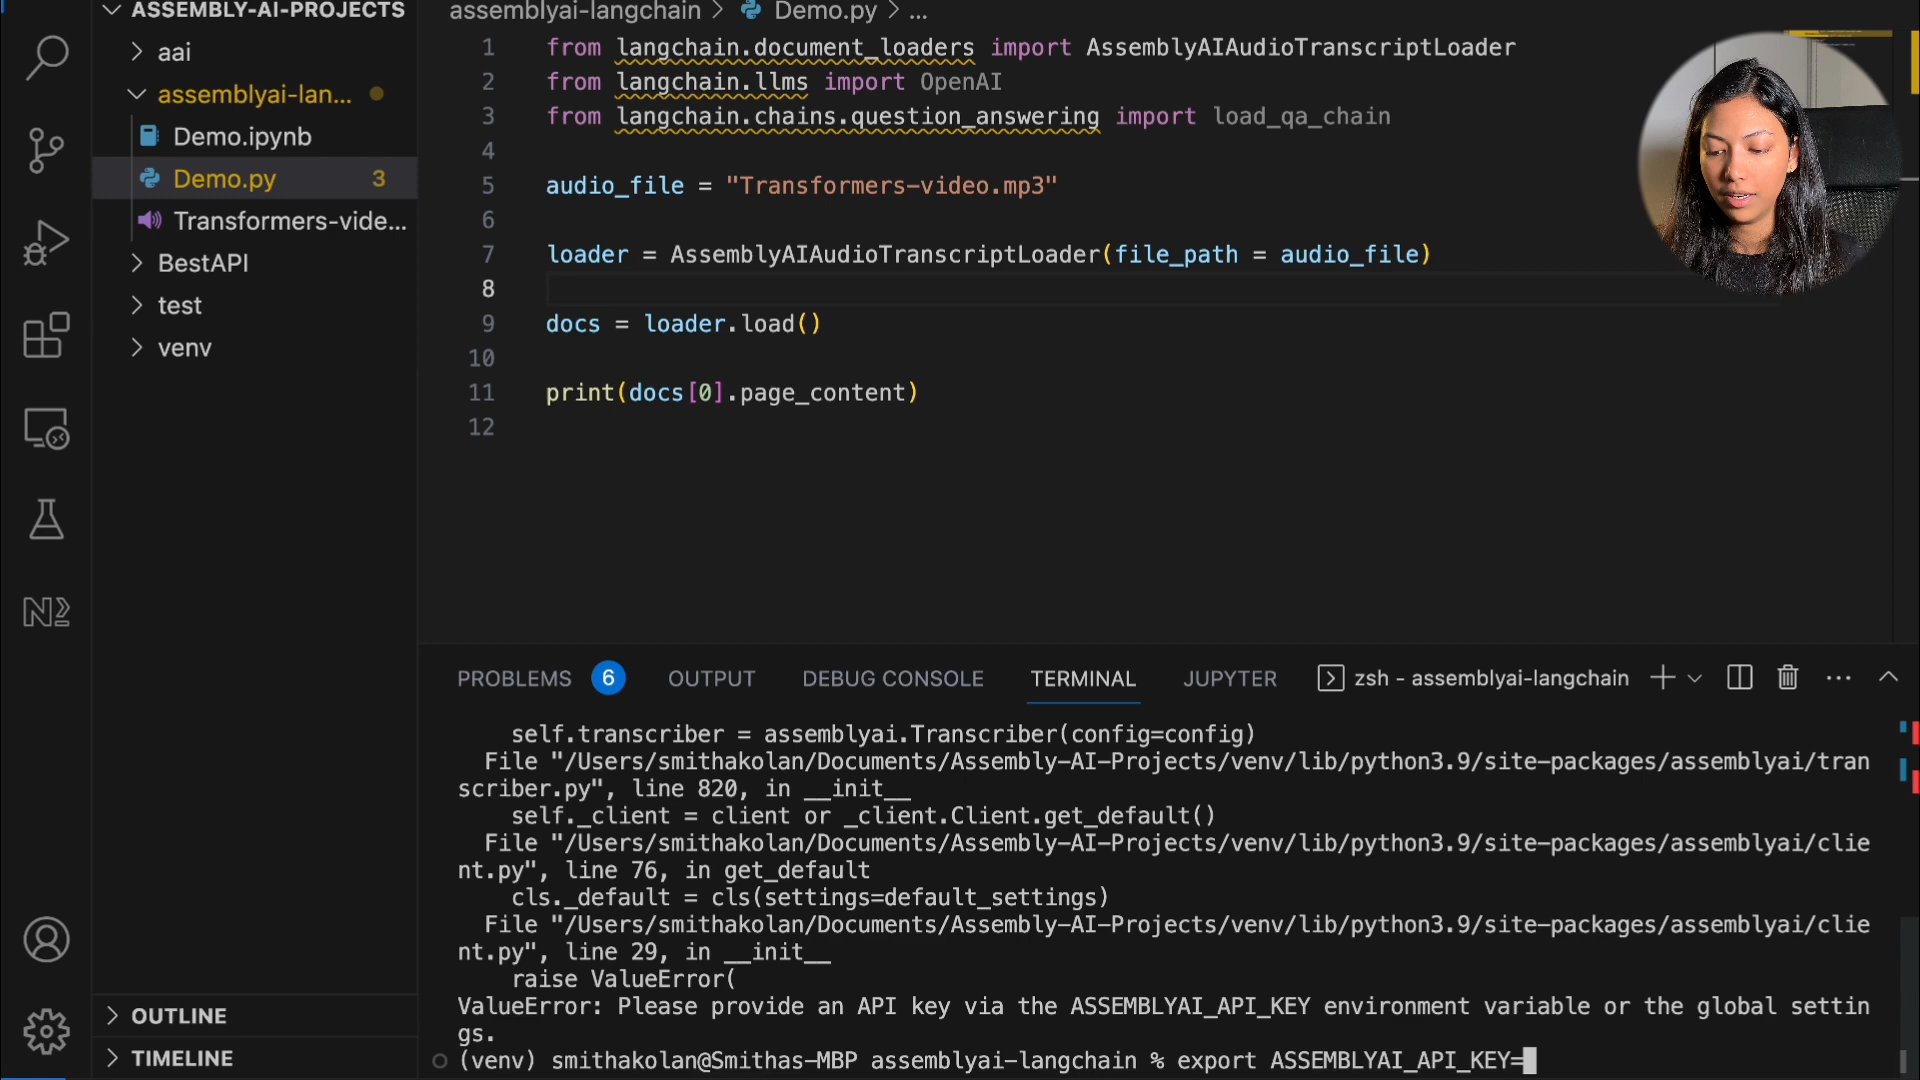 ASSEMBLY-AI-PROJECTS
aai
assemblyai-lan...
Demo.ipynb
Demo.py 3
Transformers-vide...
BestAPI
test
venv
OUTLINE
TIMELINE
assemblyai-langchain > Demo.py > ...
1 from langchain.document_loaders import AssemblyAIAudioTranscriptLoader
2 from langchain.llms import OpenAI
3 from langchain.chains.question_answering import load_qa_chain
4
5 audio_file = "Transformers-video.mp3"
6
7 loader = AssemblyAIAudioTranscriptLoader(file_path = audio_file)
8
9 docs = loader.load()
10
11 print(docs[0].page_content)
12
PROBLEMS 6 OUTPUT DEBUG CONSOLE TERMINAL JUPYTER zsh - assemblyai-langchain
self.transcriber = assemblyai.Transcriber(config=config)
File "/Users/smithakolan/Documents/Assembly-AI-Projects/venv/lib/python3.9/site-packages/assemblyai/tran
scriber.py", line 820, in __init__
self._client = client or _client.Client.get_default()
File "/Users/smithakolan/Documents/Assembly-AI-Projects/venv/lib/python3.9/site-packages/assemblyai/clie
nt.py", line 76, in get_default
cls._default = cls(settings=default_settings)
File "/Users/smithakolan/Documents/Assembly-AI-Projects/venv/lib/python3.9/site-packages/assemblyai/clie
nt.py", line 29, in __init__
raise ValueError(
ValueError: Please provide an API key via the ASSEMBLYAI_API_KEY environment variable or the global settin
gs.
(venv) smithakolan@Smithas-MBP assemblyai-langchain % export ASSEMBLYAI_API_KEY=